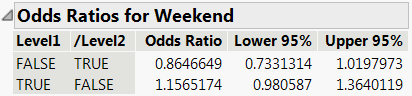 Odds Ratios for Weekend
Level1 /Level2 Odds Ratio Lower 95% Upper 95%
FALSE TRUE 0.8646649 0.7331314 1.0197973
TRUE FALSE 1.1565174 0.980587 1.3640119